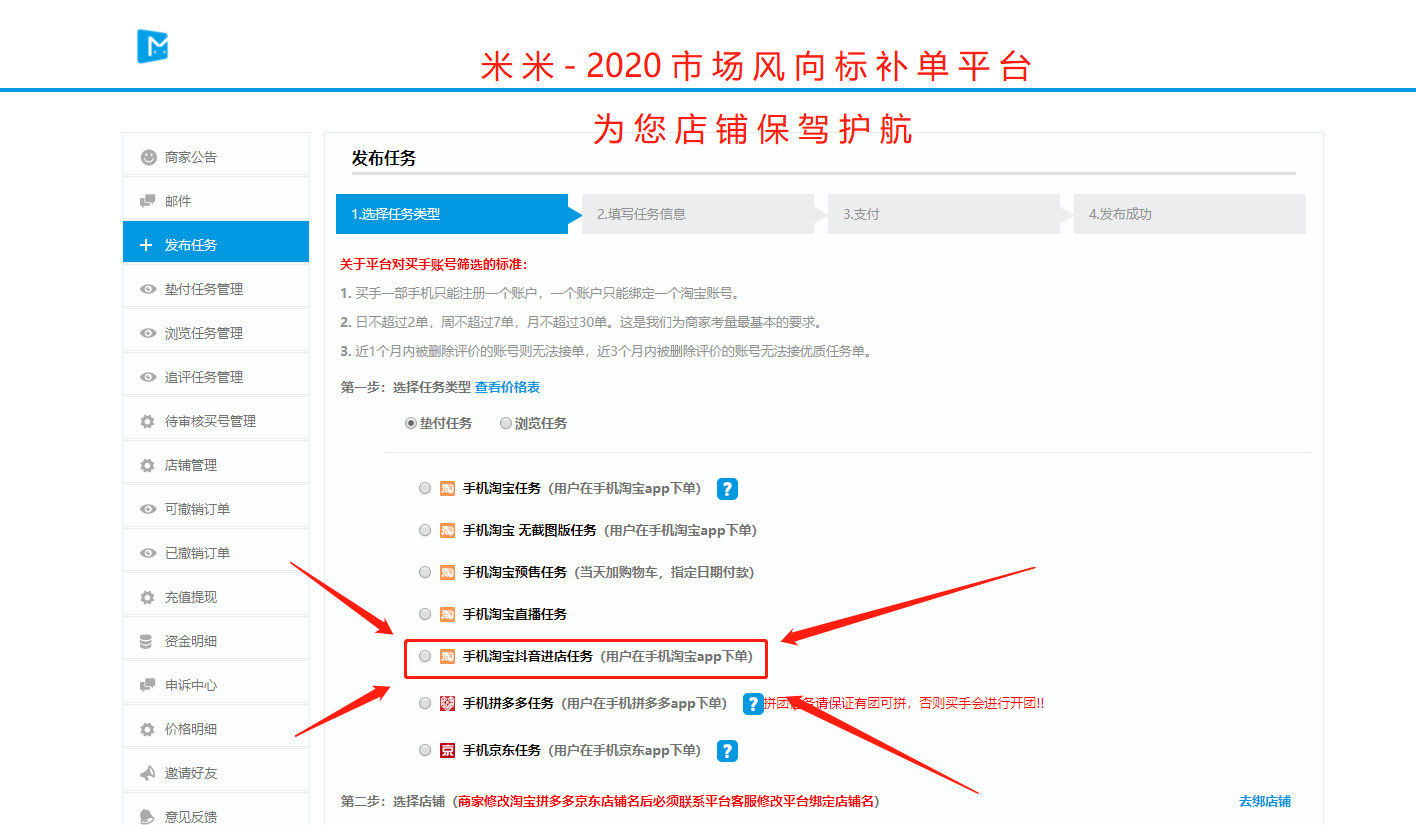 米米-2020市场风向标补单平台
为您店铺保驾护航
商家公告
邮件
发布任务
垫付任务管理
浏览任务管理
追评任务管理
待审核买号管理
店铺管理
可撤销订单
已撤销订单
充值提现
资金明细
申诉中心
价格明细
邀请好友
意见反馈
发布任务
1.选择任务类型
2.填写任务信息
3.支付
4.发布成功
关于平台对买手账号筛选的标准：
1. 买手一部手机只能注册一个账户，一个账户只能绑定一个淘宝账号。
2. 日不超过2单，周不超过7单，月不超过30单。这是我们为商家考量最基本的要求。
3. 近1个月内被删除评价的账号则无法接单，近3个月内被删除评价的账号无法接优质任务单。
第一步：选择任务类型 查看价格表
垫付任务 浏览任务
淘 手机淘宝任务（用户在手机淘宝app下单） ?
淘 手机淘宝 无截图版任务（用户在手机淘宝app下单）
淘 手机淘宝预售任务（当天加购物车，指定日期付款）
淘 手机淘宝直播任务
淘 手机淘宝抖音进店任务（用户在手机淘宝app下单）
手机拼多多任务（用户在手机拼多多app下单） ? 拼团任务请保证有团可拼，否则买手会进行开团!!
京 手机京东任务（用户在手机京东app下单） ?
第二步：选择店铺（商家修改淘宝拼多多京东店铺名后必须联系平台客服修改平台绑定店铺名） 去绑店铺